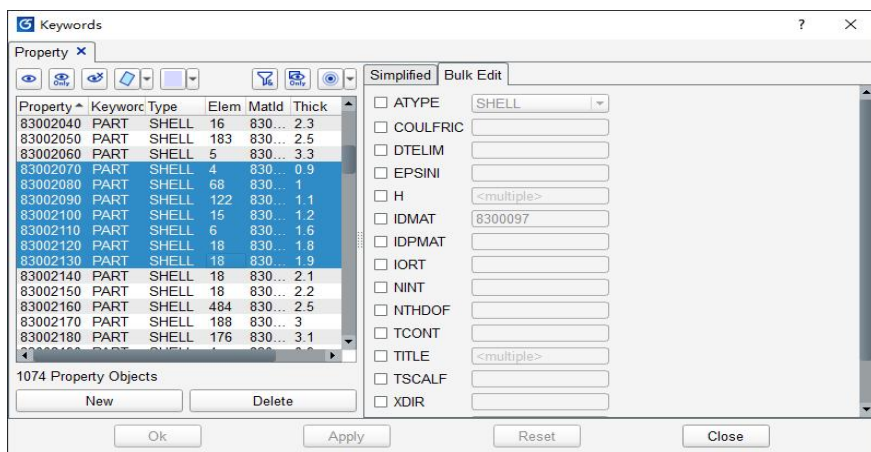 Keywords ? ×
Property ×
Only Only
Simplified Bulk Edit
Property Keyword Type Elem MatId Thick
83002040 PART SHELL 16 830... 2.3
83002050 PART SHELL 183 830... 2.5
83002060 PART SHELL 5 830... 3.3
83002070 PART SHELL 4 830... 0.9
83002080 PART SHELL 68 830... 1
83002090 PART SHELL 122 830... 1.1
83002100 PART SHELL 15 830... 1.2
83002110 PART SHELL 6 830... 1.6
83002120 PART SHELL 18 830... 1.8
83002130 PART SHELL 18 830... 1.9
83002140 PART SHELL 18 830... 2.1
83002150 PART SHELL 18 830... 2.2
83002160 PART SHELL 484 830... 2.5
83002170 PART SHELL 188 830... 3
83002180 PART SHELL 176 830... 3.1
1074 Property Objects
New Delete
ATYPE SHELL
COULFRIC
DTELIM
EPSINI
H <multiple>
IDMAT 8300097
IDPMAT
IORT
NINT
NTHDOF
TCONT
TITLE <multiple>
TSCALF
XDIR
Ok Apply Reset Close